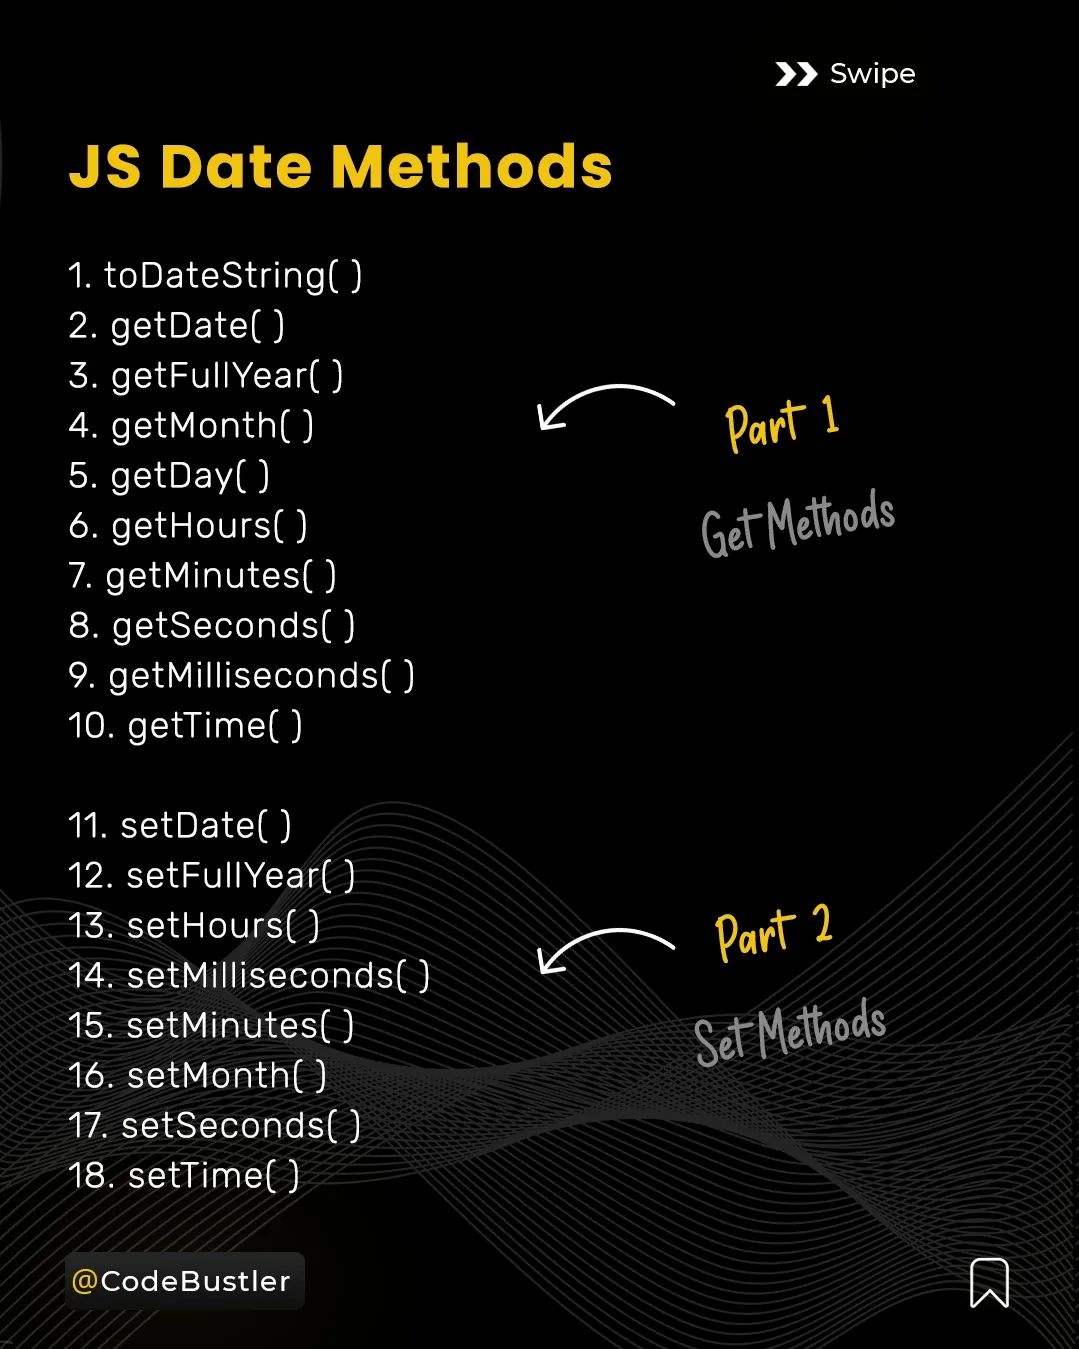 Swipe
JS Date Methods
1. toDateString( )
2. getDate( )
3. getFullYear( )
4. getMonth( )
5. getDay( )
6. getHours( )
7. getMinutes( )
8. getSeconds( )
9. getMilliseconds( )
10. getTime( )
Part 1
Get Methods
11. setDate( )
12. setFullYear( )
13. setHours( )
14. setMilliseconds( )
15. setMinutes( )
16. setMonth( )
17. setSeconds( )
18. setTime( )
Part 2
Set Methods
@CodeBustler